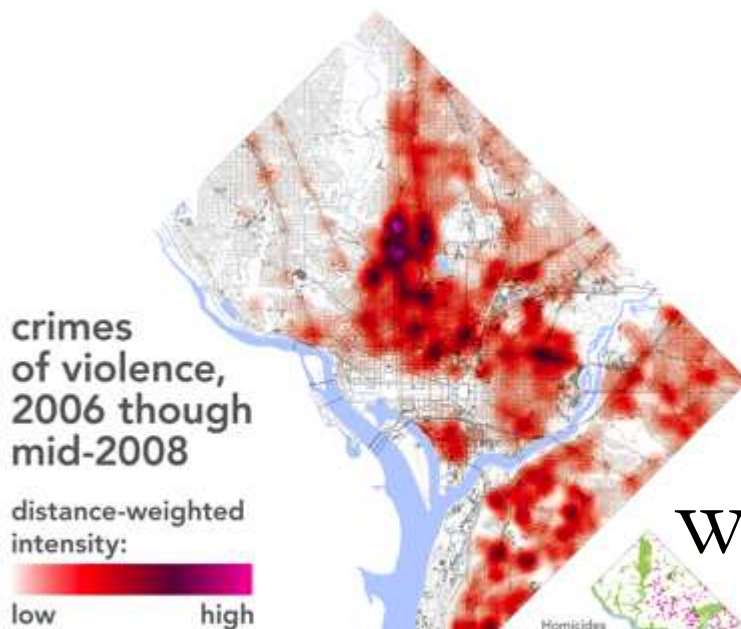 crimes
of violence,
2006 though
mid-2008
distance-weighted
intensity:
low high
W
Homicides